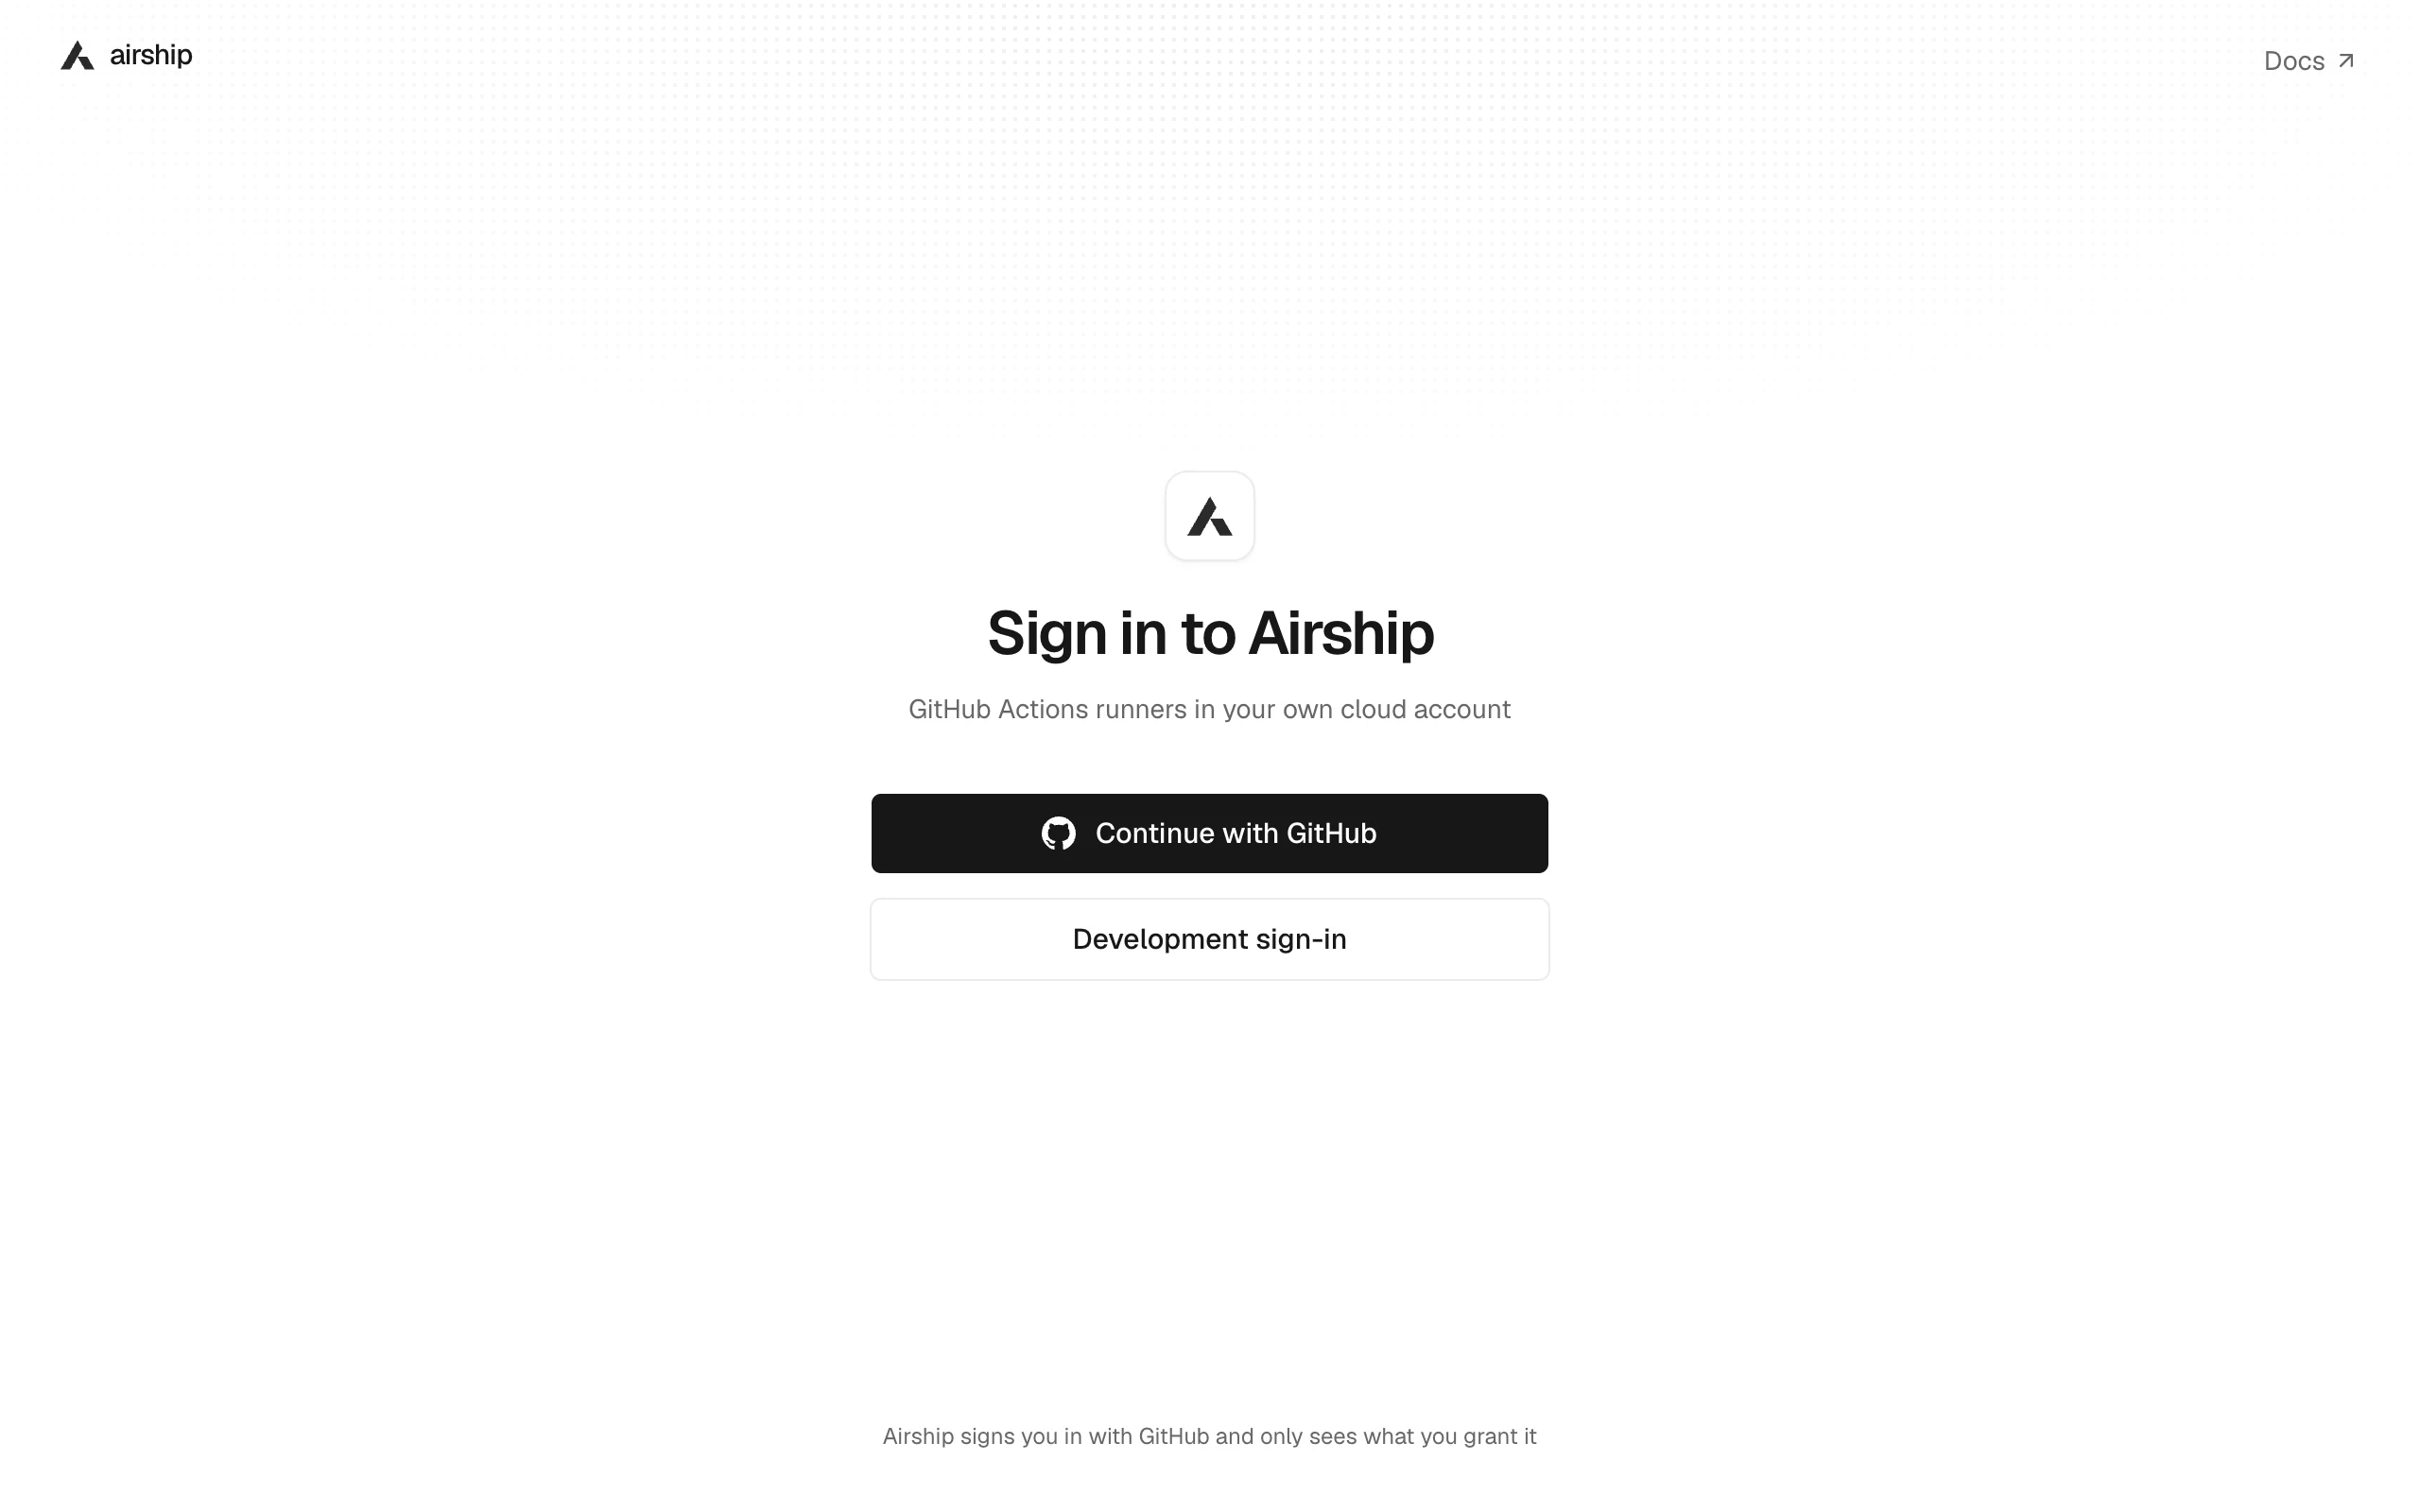 airship
Docs
Sign in to Airship
GitHub Actions runners in your own cloud account
Continue with GitHub
Development sign-in
Airship signs you in with GitHub and only sees what you grant it